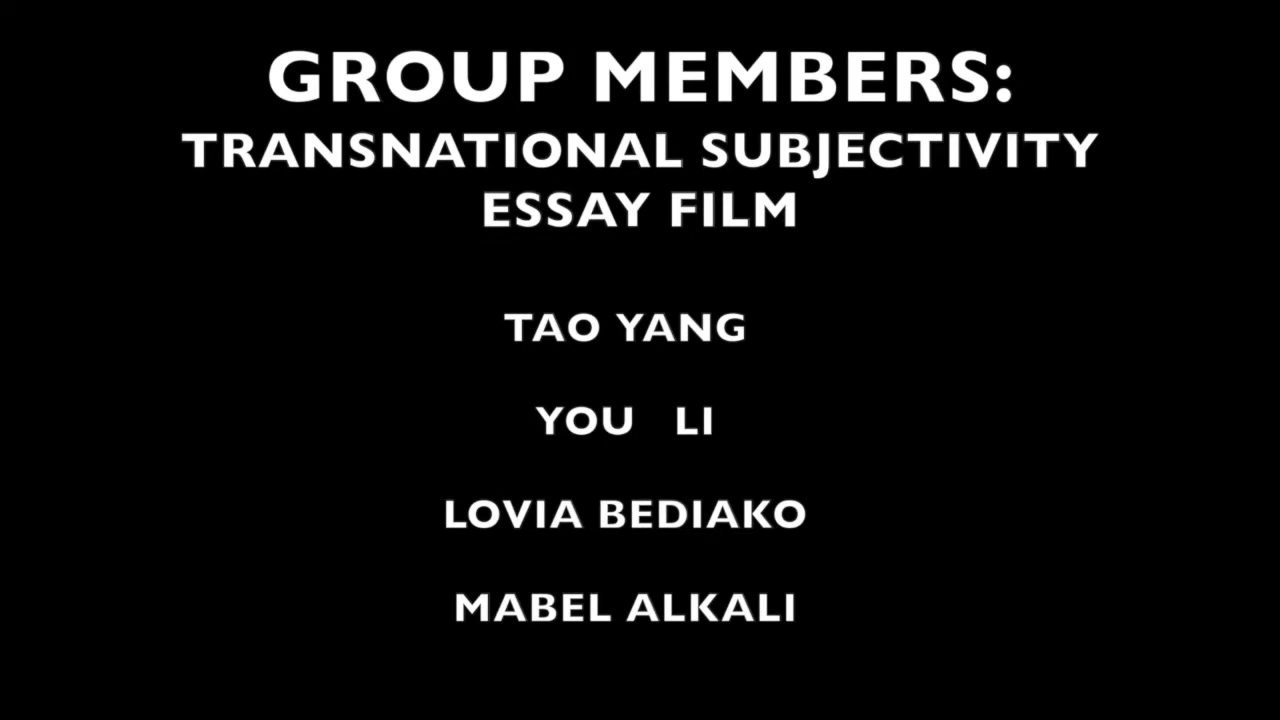 GROUP MEMBERS:
TRANSNATIONAL SUBJECTIVITY
ESSAY FILM
TAO YANG
YOU LI
LOVIA BEDIAKO
MABEL ALKALI